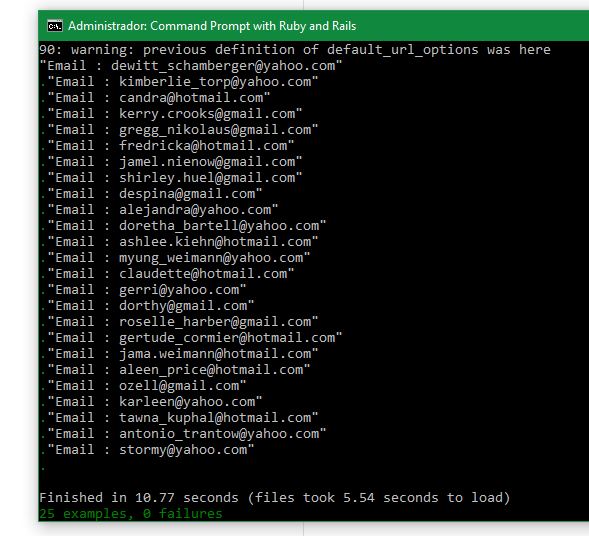 Administrador: Command Prompt with Ruby and Rails
90: warning: previous definition of default_url_options was here
"Email : dewitt_schamberger@yahoo.com"
."Email : kimberlie_torp@yahoo.com"
."Email : candra@hotmail.com"
."Email : kerry.crooks@gmail.com"
."Email : gregg_nikolaus@gmail.com"
."Email : fredricka@hotmail.com"
."Email : jamel.nienow@gmail.com"
."Email : shirley.huel@gmail.com"
."Email : despina@gmail.com"
."Email : alejandra@yahoo.com"
."Email : doretha_bartell@yahoo.com"
."Email : ashlee.kiehn@hotmail.com"
."Email : myung_weimann@yahoo.com"
."Email : claudette@hotmail.com"
."Email : gerri@yahoo.com"
."Email : dorthy@gmail.com"
."Email : roselle_harber@gmail.com"
."Email : gertude_cormier@hotmail.com"
."Email : jama.weimann@hotmail.com"
."Email : aleen_price@hotmail.com"
."Email : ozell@gmail.com"
."Email : karleen@yahoo.com"
."Email : tawna_kuphal@hotmail.com"
."Email : antonio_trantow@yahoo.com"
."Email : stormy@yahoo.com"
.
Finished in 10.77 seconds (files took 5.54 seconds to load)
25 examples, 0 failures